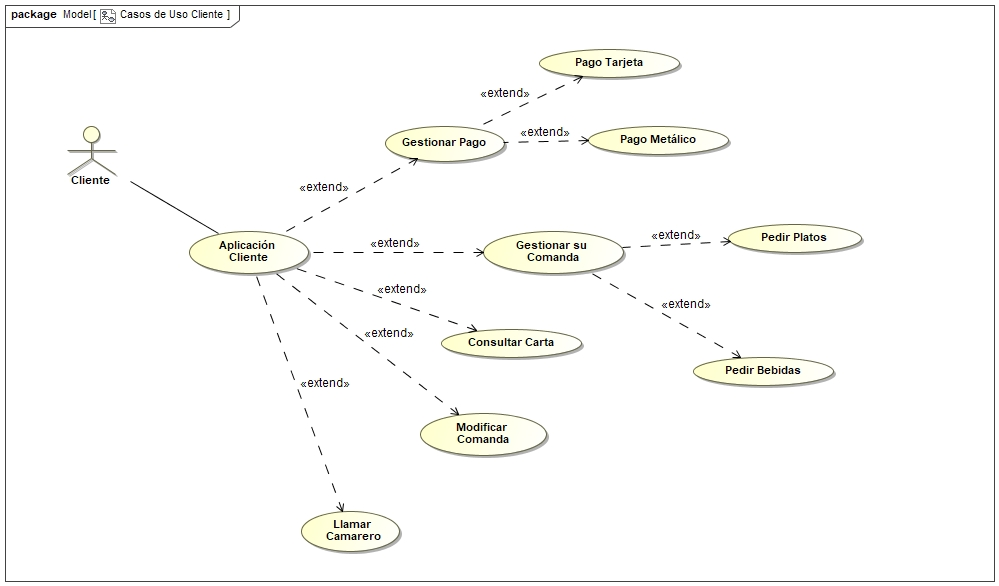 package Model[ Casos de Uso Cliente ]
Pago Tarjeta
«extend»
Gestionar Pago
«extend»
Pago Metálico
Cliente
«extend»
Aplicación
Cliente
«extend»
Gestionar su
Comanda
«extend»
Pedir Platos
«extend»
«extend»
Consultar Carta
«extend»
Pedir Bebidas
«extend»
Modificar
Comanda
Llamar
Camarero